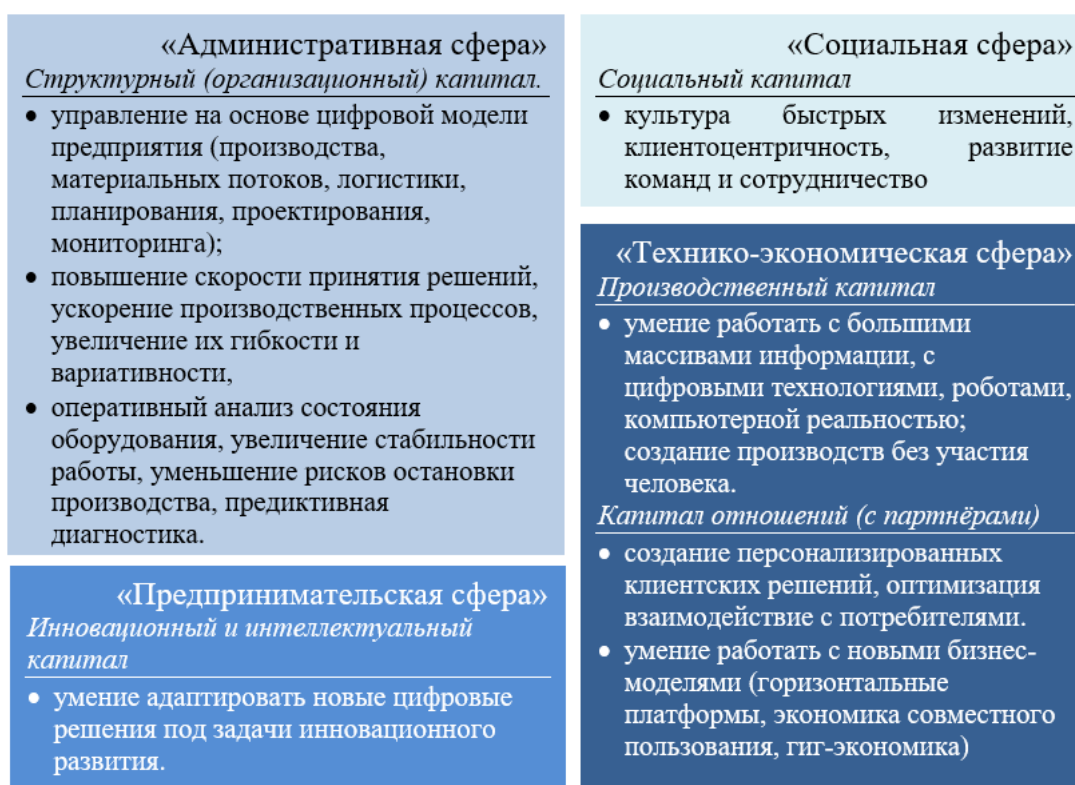 «Административная сфера»
Структурный (организационный) капитал.
• управление на основе цифровой модели
предприятия (производства,
материальных потоков, логистики,
планирования, проектирования,
мониторинга);
• повышение скорости принятия решений,
ускорение производственных процессов,
увеличение их гибкости и
вариативности,
• оперативный анализ состояния
оборудования, увеличение стабильности
работы, уменьшение рисков остановки
производства, предиктивная
диагностика.
«Предпринимательская сфера»
Инновационный и интеллектуальный
капитал
• умение адаптировать новые цифровые
решения под задачи инновационного
развития.
«Социальная сфера»
Социальный капитал
• культура быстрых изменений,
клиентоцентричность, развитие
команд и сотрудничество
«Технико-экономическая сфера»
Производственный капитал
• умение работать с большими
массивами информации, с
цифровыми технологиями, роботами,
компьютерной реальностью;
создание производств без участия
человека.
Капитал отношений (с партнёрами)
• создание персонализированных
клиентских решений, оптимизация
взаимодействие с потребителями.
• умение работать с новыми бизнес-
моделями (горизонтальные
платформы, экономика совместного
пользования, гиг-экономика)